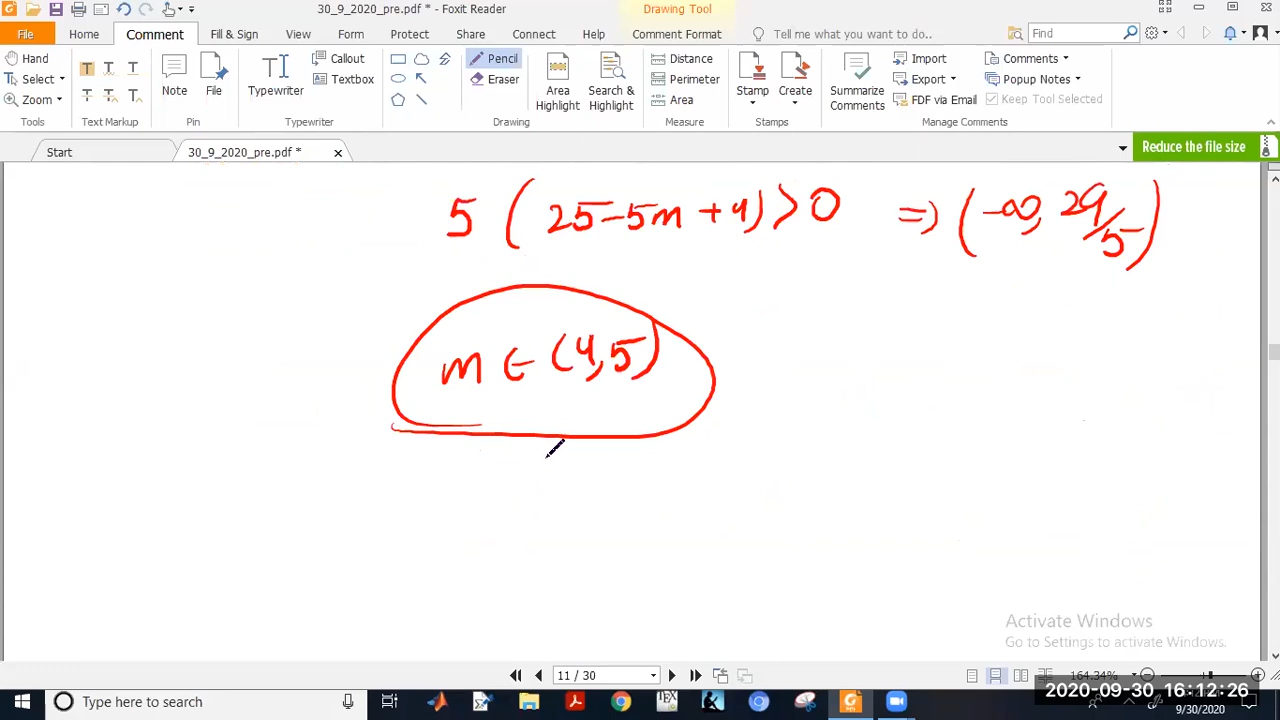 30_9_2020_pre.pdf * - Foxit Reader
Drawing Tool
File Home Comment Fill & Sign View Form Protect Share Connect Help Comment Format Tell me what you want to do.. Find
Hand
Select
Zoom
Tools
T T T
T T T
Text Markup
Note
File
Pin
Typewriter
Callout
Textbox
Typewriter
Pencil
Eraser
Drawing
Area Highlight
Search & Highlight
Distance
Perimeter
Area
Measure
Stamp
Create
Stamps
Summarize Comments
Import
Export
FDF via Email
Comments
Popup Notes
Keep Tool Selected
Manage Comments
Start
30_9_2020_pre.pdf *
Reduce the file size
5 ( 25-5m+4) > 0 => (-∞, 29/5)
m ∈ (4,5)
Activate Windows
Go to Settings to activate Windows.
11 / 30
164.34%
Type here to search
2020-09-30 16:12:26
9/30/2020